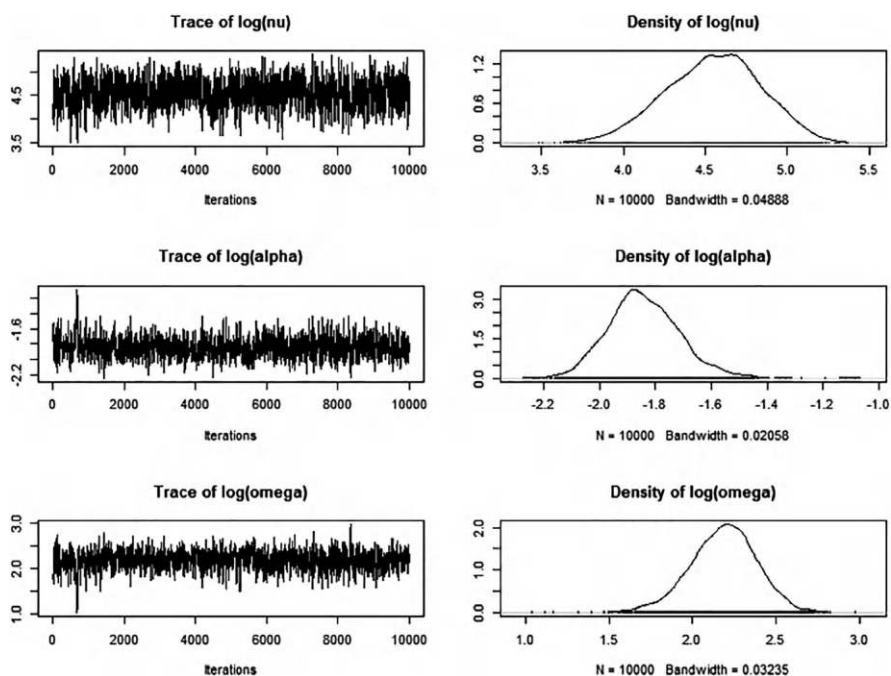 Trace of log(nu)
3.5 4.5
0 2000 4000 6000 8000 10000
Iterations
Density of log(nu)
0.0 0.6 1.2
3.5 4.0 4.5 5.0 5.5
N = 10000 Bandwidth = 0.04888
Trace of log(alpha)
-2.2 -1.6
0 2000 4000 6000 8000 10000
Iterations
Density of log(alpha)
0.0 1.5 3.0
-2.2 -2.0 -1.8 -1.6 -1.4 -1.2 -1.0
N = 10000 Bandwidth = 0.02058
Trace of log(omega)
1.0 2.0 3.0
0 2000 4000 6000 8000 10000
Iterations
Density of log(omega)
0.0 1.0 2.0
1.0 1.5 2.0 2.5 3.0
N = 10000 Bandwidth = 0.03235